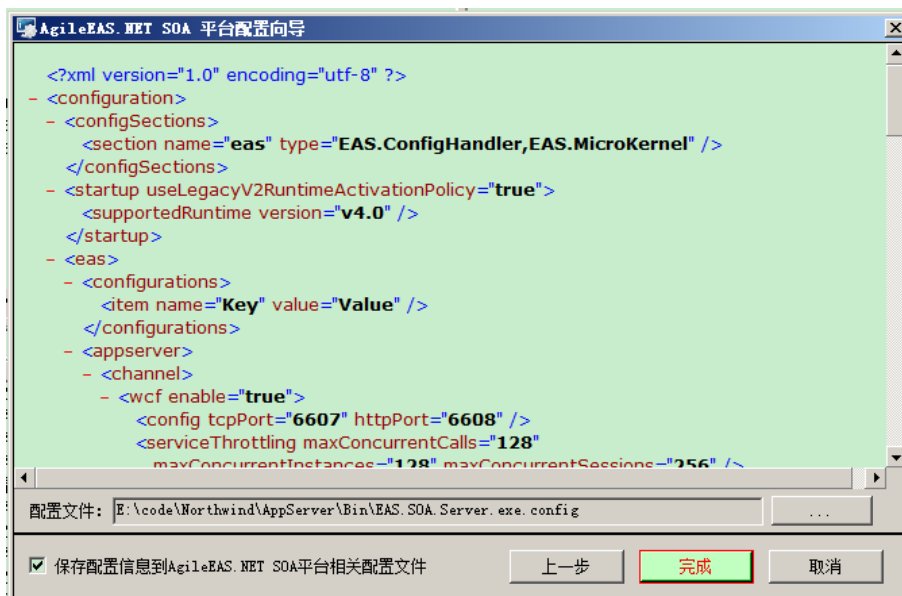 AgileEAS.NET SOA 平台配置向导
<?xml version="1.0" encoding="utf-8" ?>
- <configuration>
- <configSections>
<section name="eas" type="EAS.ConfigHandler,EAS.MicroKernel" />
</configSections>
- <startup useLegacyV2RuntimeActivationPolicy="true">
<supportedRuntime version="v4.0" />
</startup>
- <eas>
- <configurations>
<item name="Key" value="Value" />
</configurations>
- <appserver>
- <channel>
- <wcf enable="true">
<config tcpPort="6607" httpPort="6608" />
<serviceThrottling maxConcurrentCalls="128"
maxConcurrentInstances="128" maxConcurrentSessions="256" />
配置文件: E:\code\Northwind\AppServer\Bin\EAS.SOA.Server.exe.config ...
保存配置信息到AgileEAS.NET SOA平台相关配置文件 上一步 完成 取消